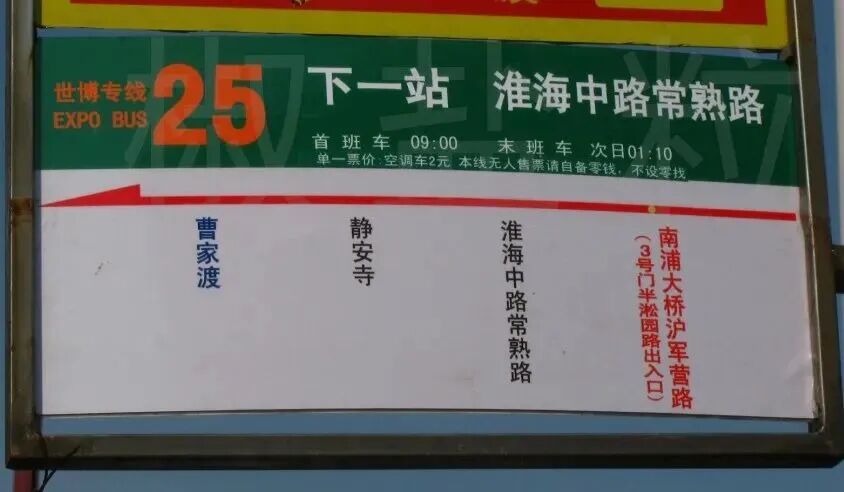 世博专线
EXPO BUS
25
下一站 淮海中路常熟路
首班车 09:00 末班车 次日01:10
单一票价:空调车2元 本线无人售票请自备零钱，不设零找
曹家渡
静安寺
淮海中路常熟路
南浦大桥沪军营路
(3号门半淞园路出入口)
椒盐粒